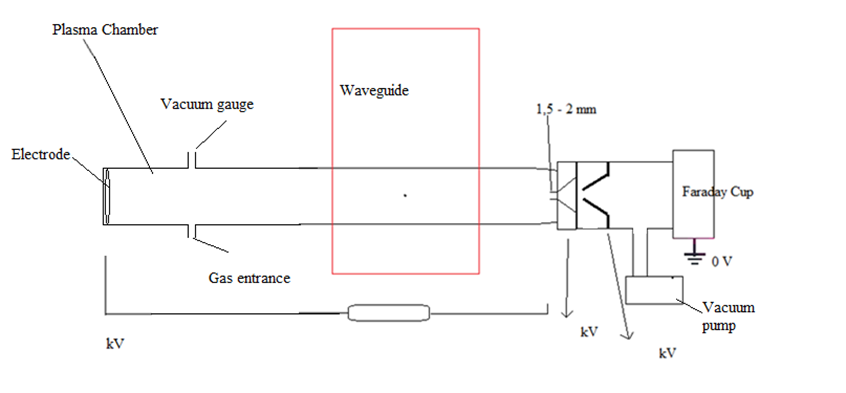 Plasma Chamber
Vacuum gauge
Waveguide
1,5 - 2 mm
Electrode
Faraday Cup
0 V
Gas entrance
Vacuum
pump
kV
kV
kV